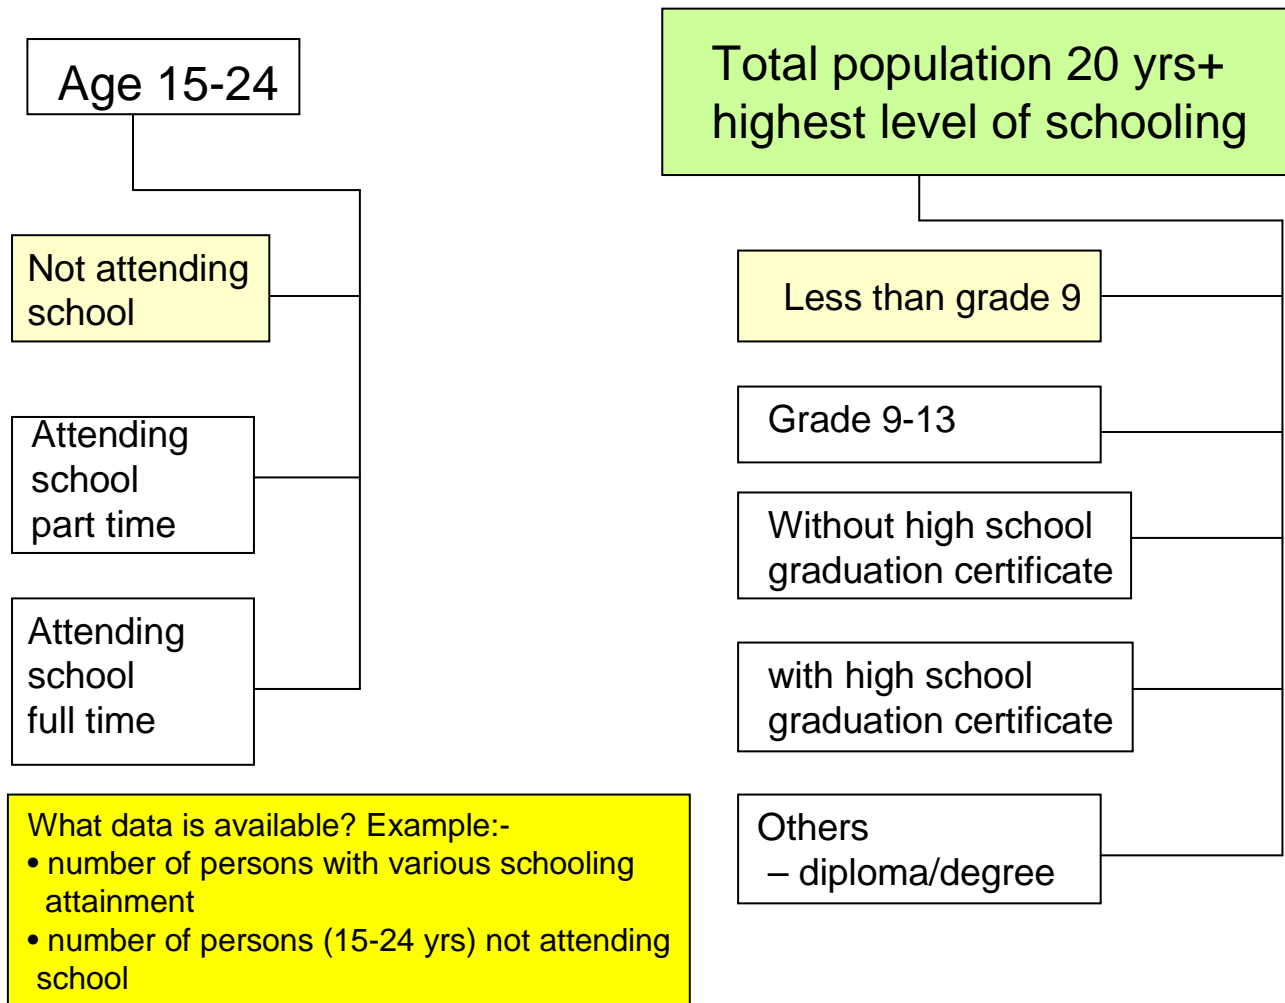 Age 15-24
Not attending
school
Attending
school
part time
Attending
school
full time
Total population 20 yrs+
highest level of schooling
Less than grade 9
Grade 9-13
Without high school
graduation certificate
with high school
graduation certificate
Others
– diploma/degree
What data is available? Example:-
• number of persons with various schooling
attainment
• number of persons (15-24 yrs) not attending
school